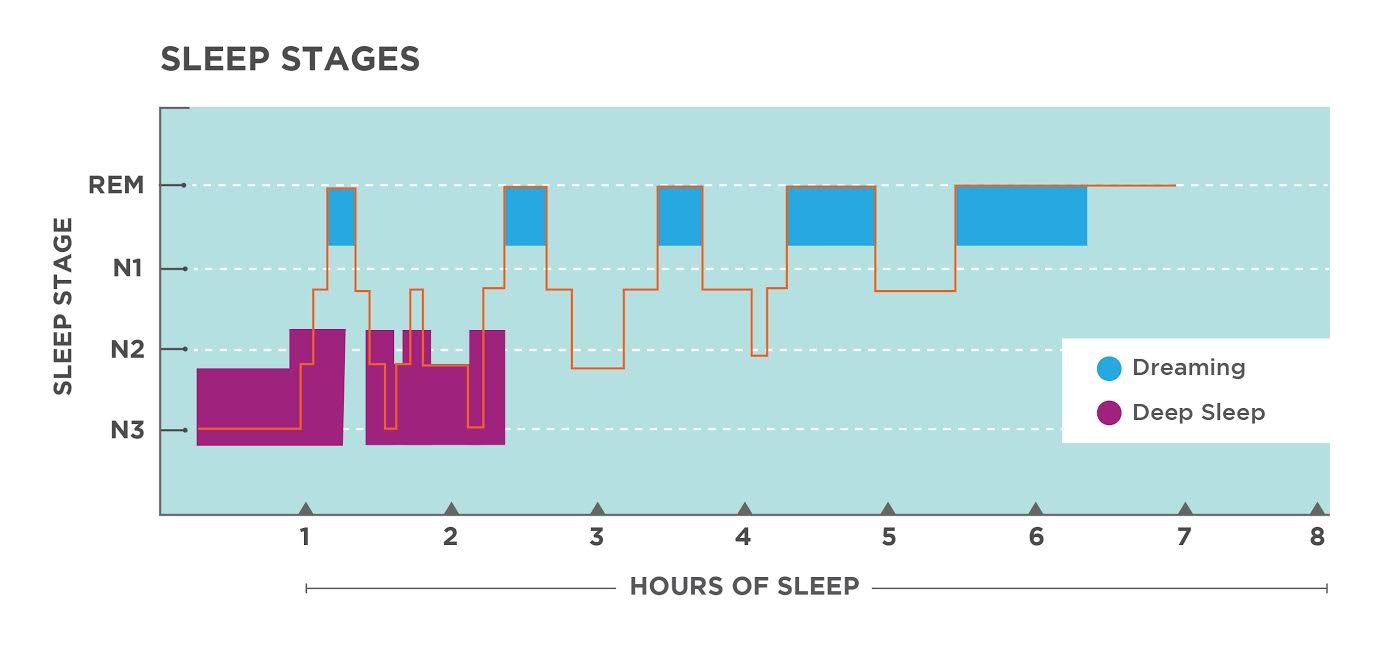 SLEEP STAGES
SLEEP STAGE
REM
N1
N2
N3
Dreaming
Deep Sleep
1 2 3 4 5 6 7 8
HOURS OF SLEEP